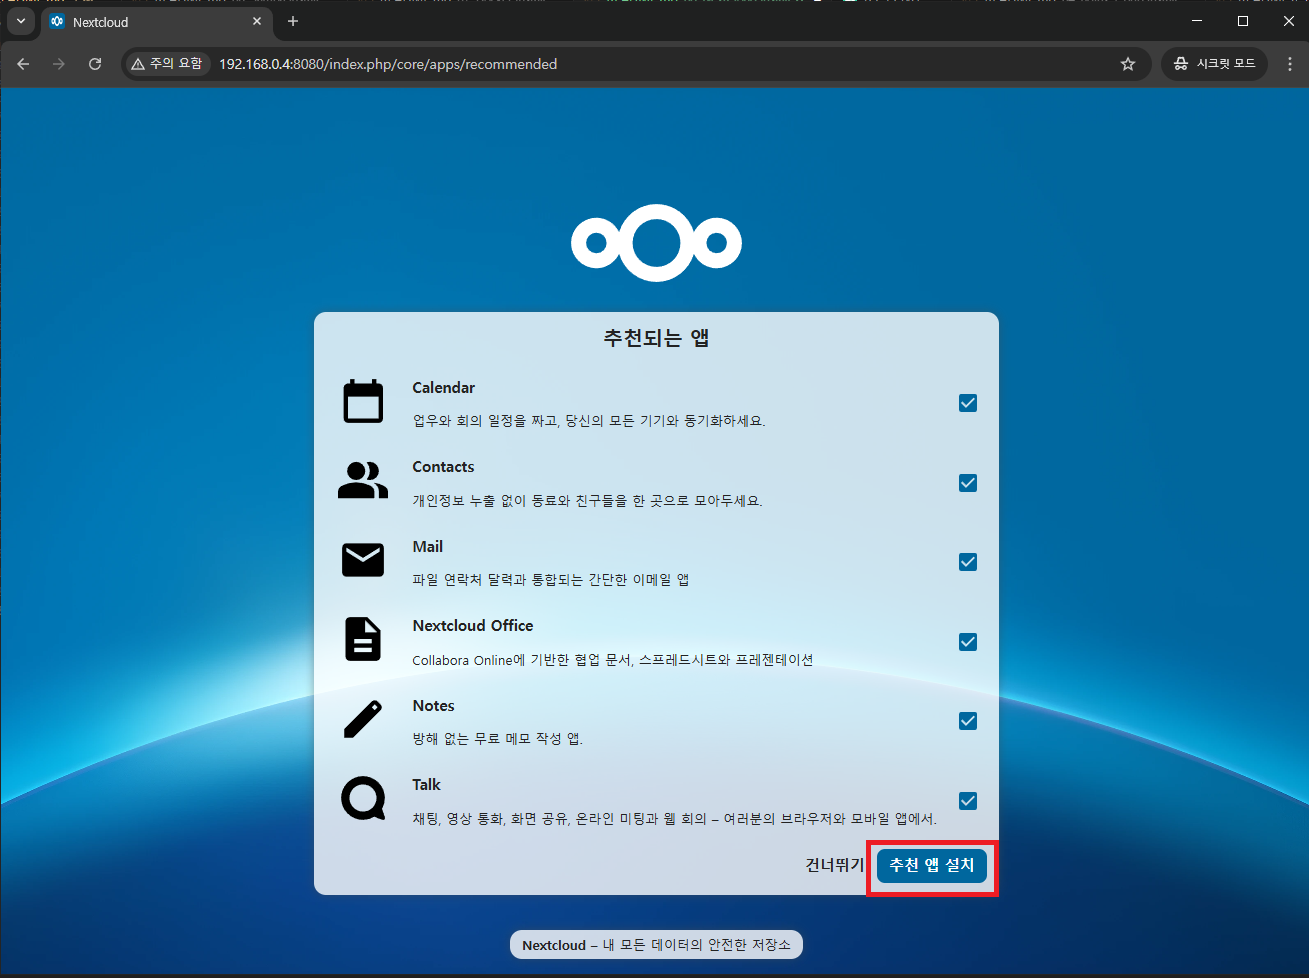 Nextcloud
주의 요함
192.168.0.4:8080/index.php/core/apps/recommended
시크릿 모드
추천되는 앱
Calendar
업우와 회의 일정을 짜고, 당신의 모든 기기와 동기화하세요.
Contacts
개인정보 누출 없이 동료와 친구들을 한 곳으로 모아두세요.
Mail
파일 연락처 달력과 통합되는 간단한 이메일 앱
Nextcloud Office
Collabora Online에 기반한 협업 문서, 스프레드시트와 프레젠테이션
Notes
방해 없는 무료 메모 작성 앱.
Talk
채팅, 영상 통화, 화면 공유, 온라인 미팅과 웹 회의 – 여러분의 브라우저와 모바일 앱에서.
건너뛰기 추천 앱 설치
Nextcloud – 내 모든 데이터의 안전한 저장소